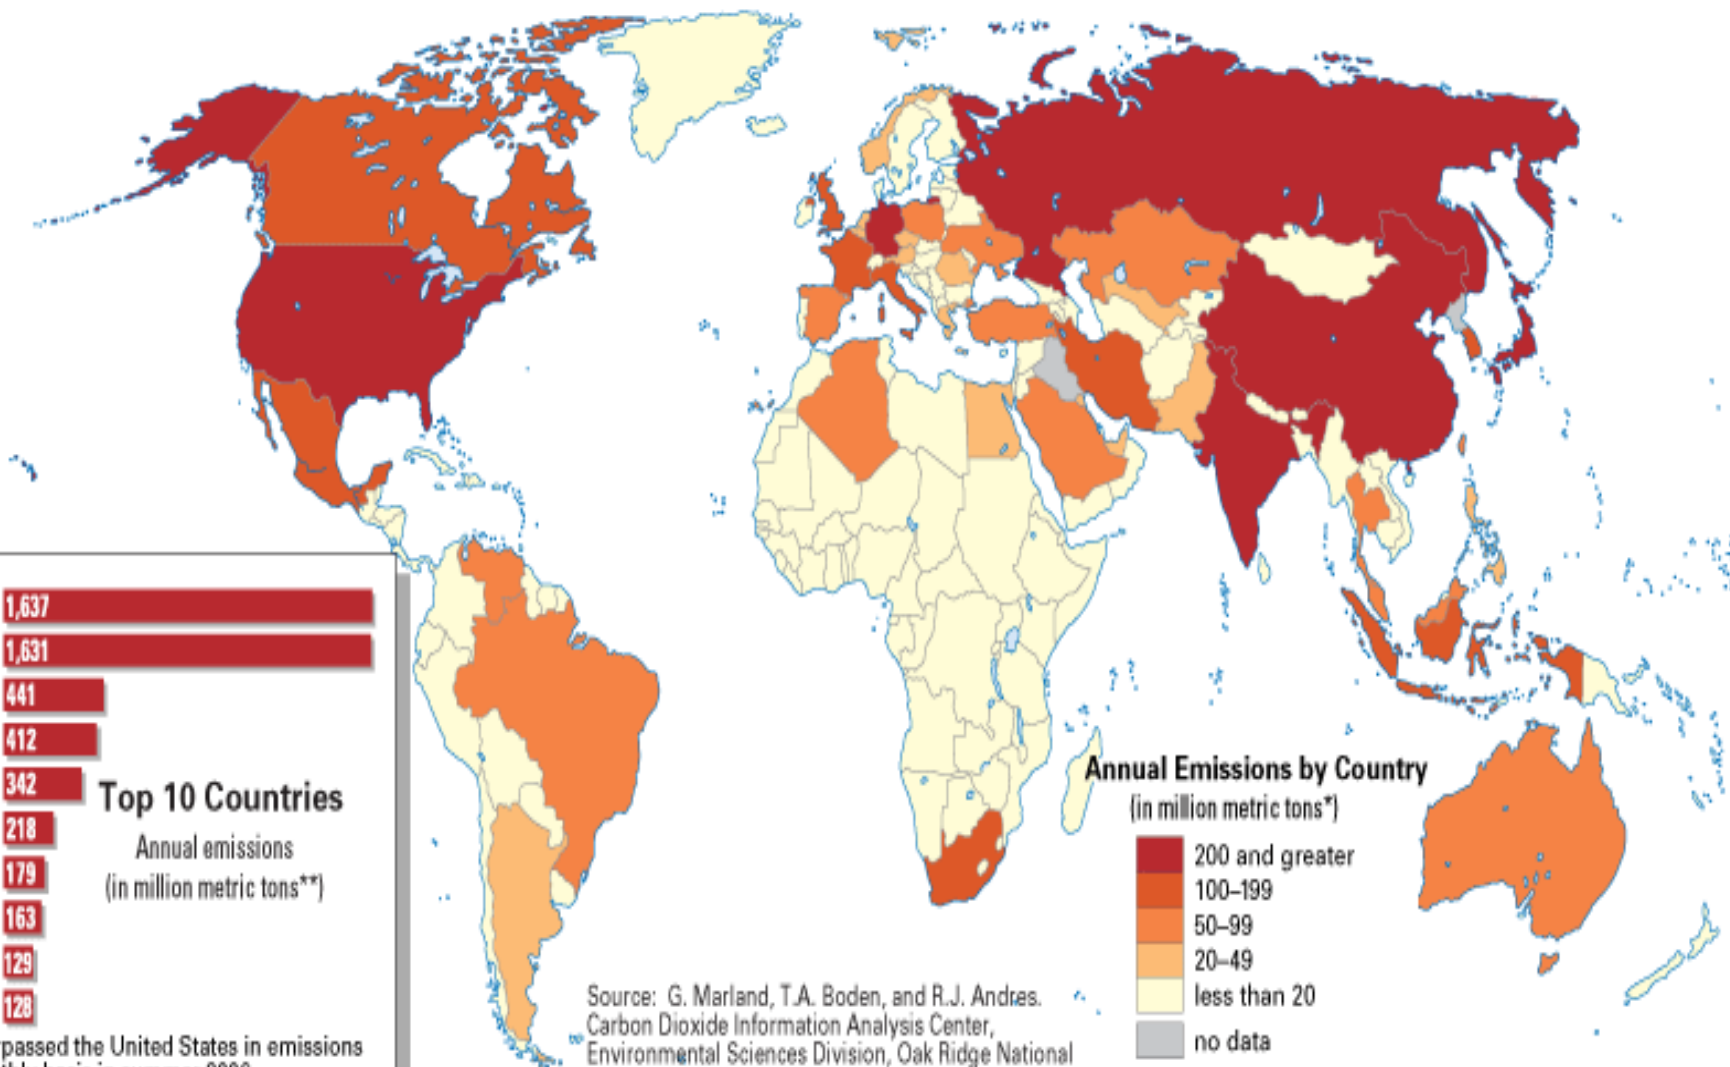 1,637
1,631
441
412
342
218
179
163
129
128
Top 10 Countries
Annual emissions
(in million metric tons**)
passed the United States in emissions
Source: G. Marland, T.A. Boden, and R.J. Andres.
Carbon Dioxide Information Analysis Center,
Environmental Sciences Division, Oak Ridge National
Annual Emissions by Country
(in million metric tons*)
200 and greater
100–199
50–99
20–49
less than 20
no data